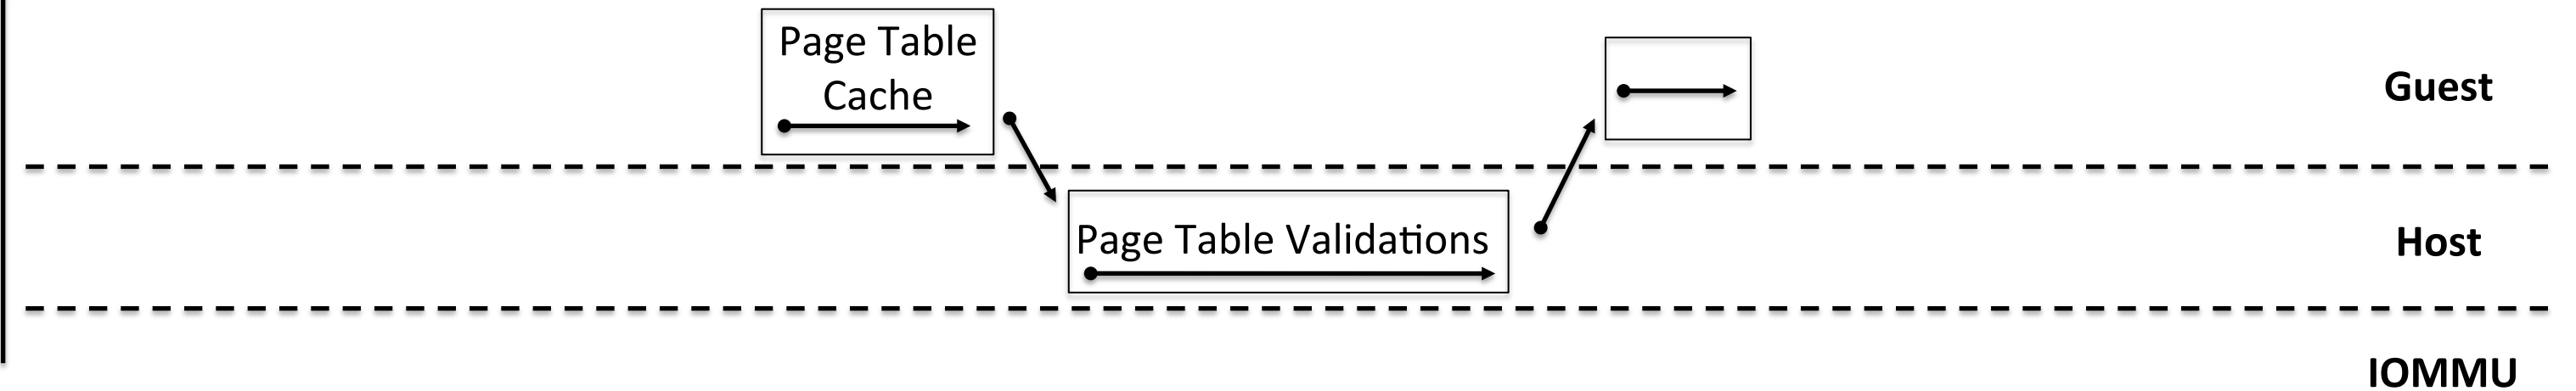 Page Table
Cache
Guest
Page Table Validations
Host
IOMMU